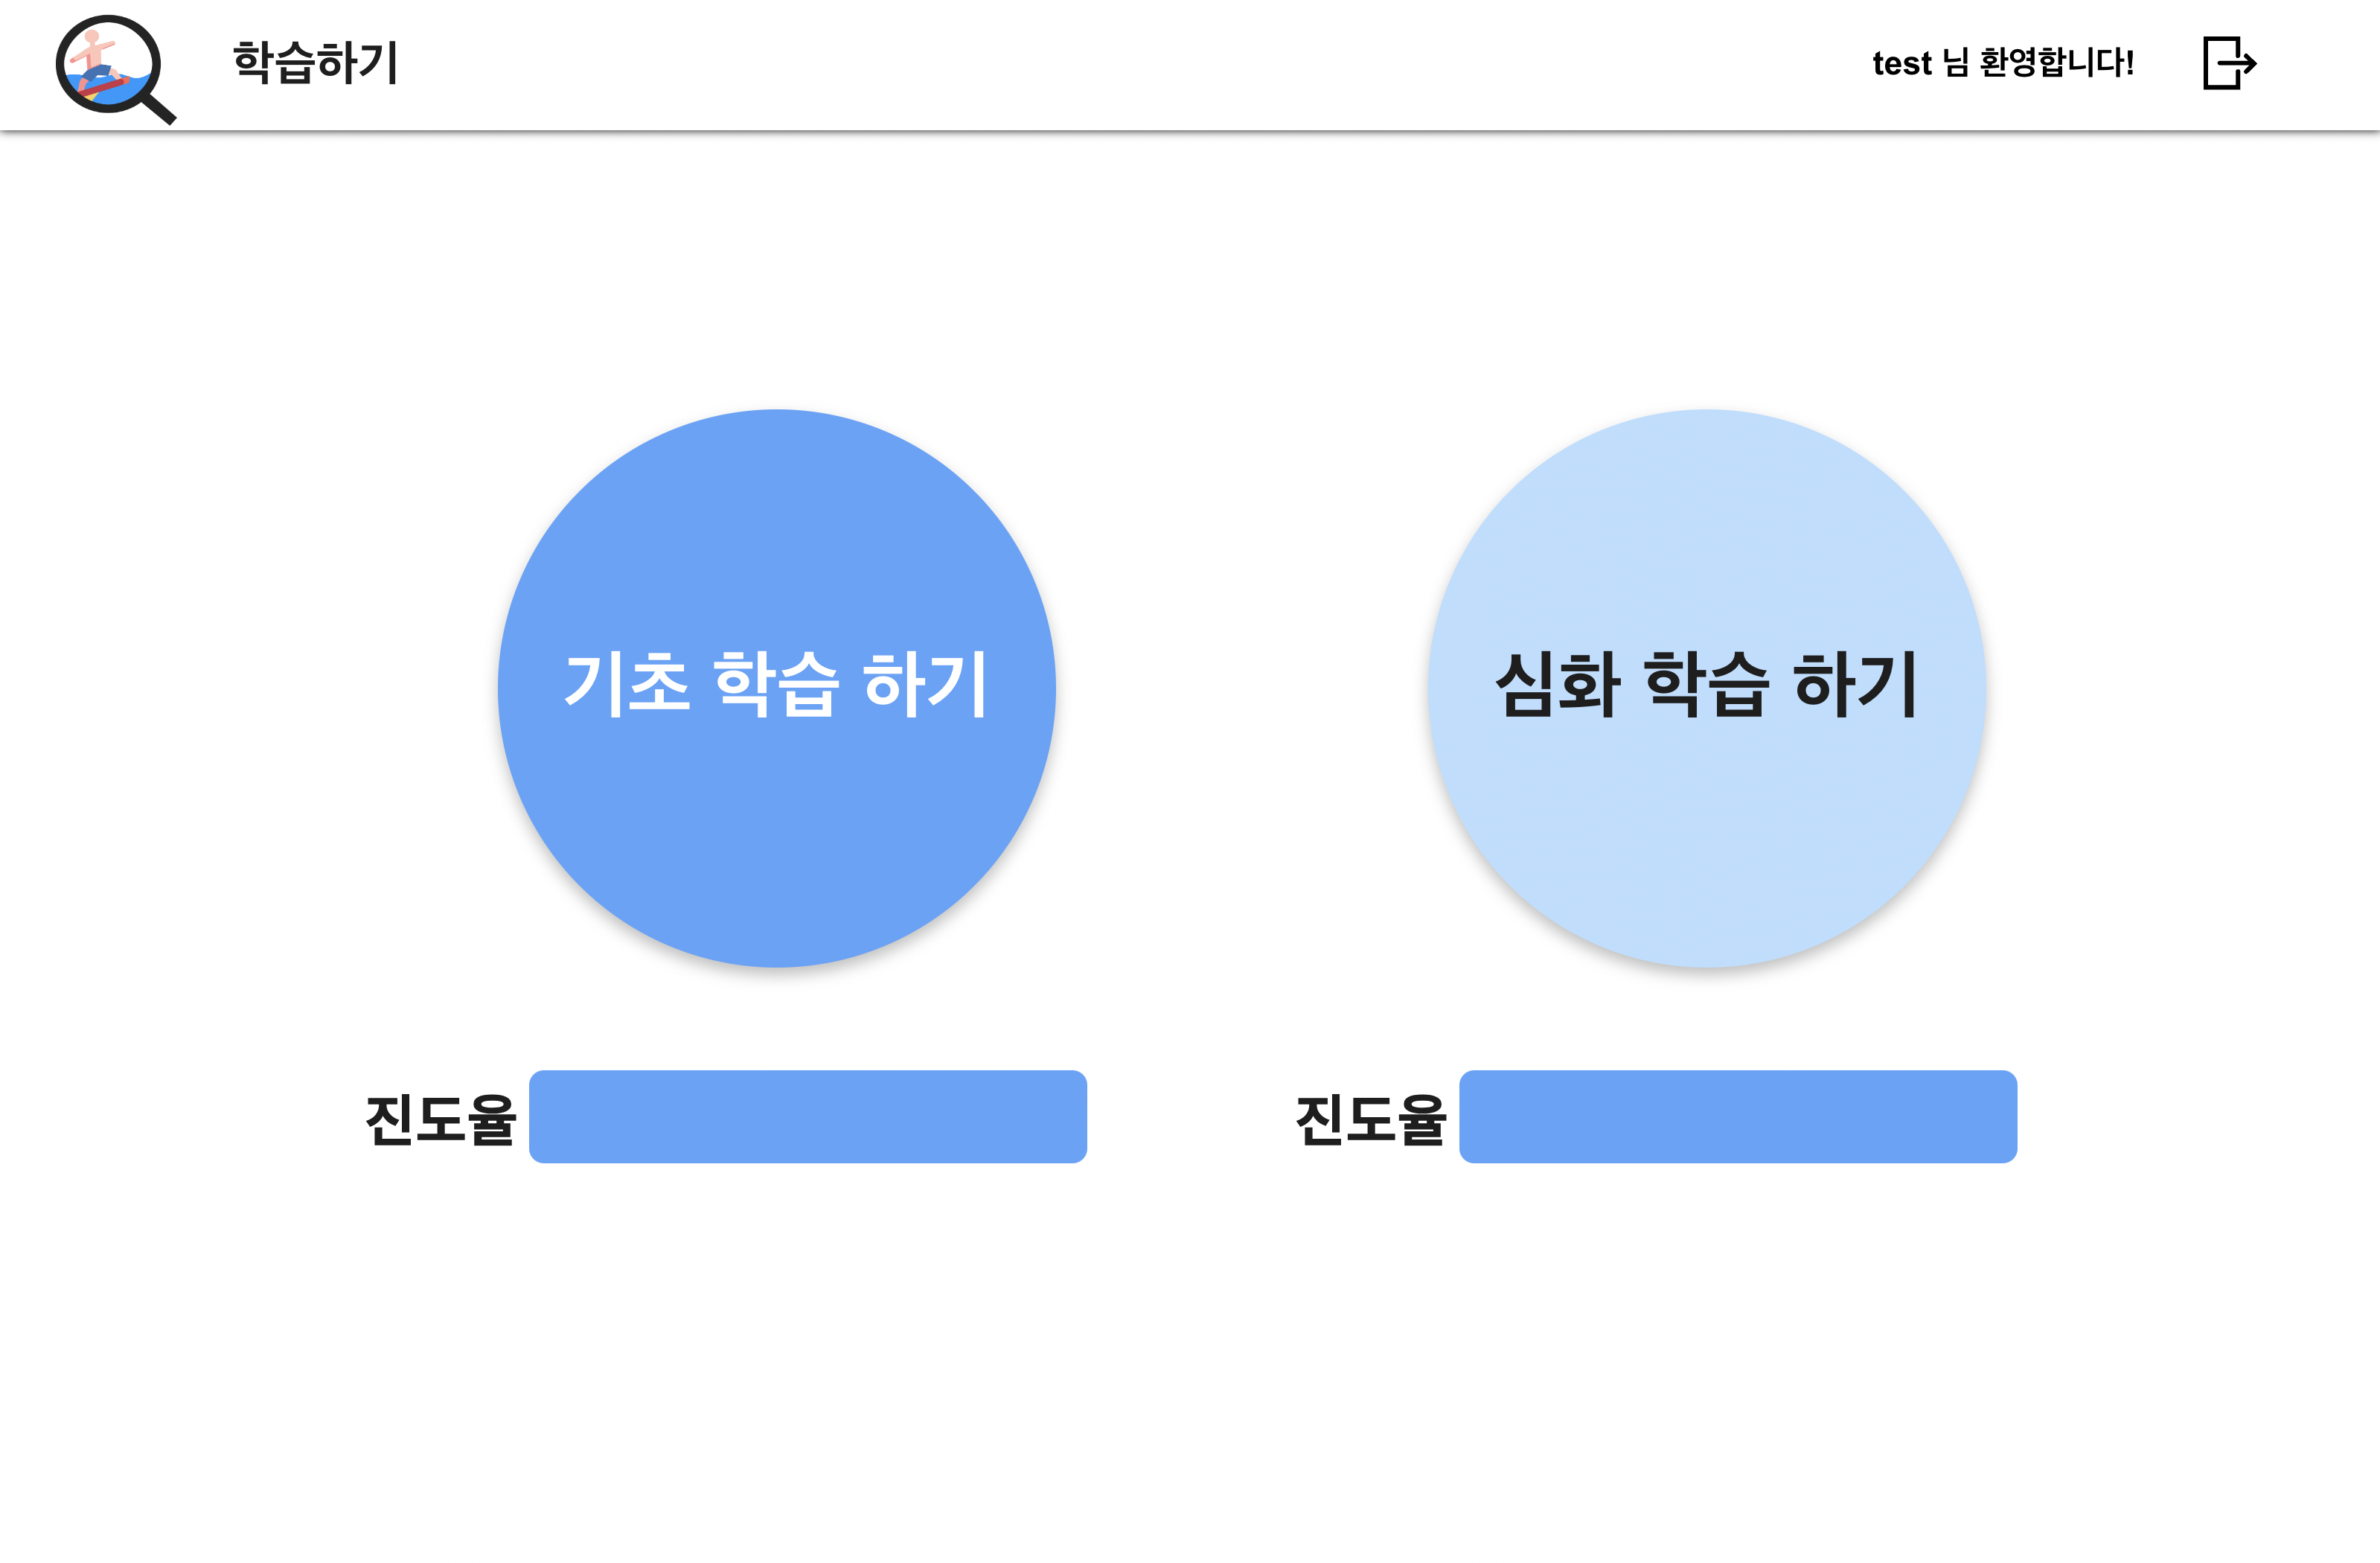 학습하기
test 님 환영합니다!
기초 학습 하기
심화 학습 하기
진도율
진도율